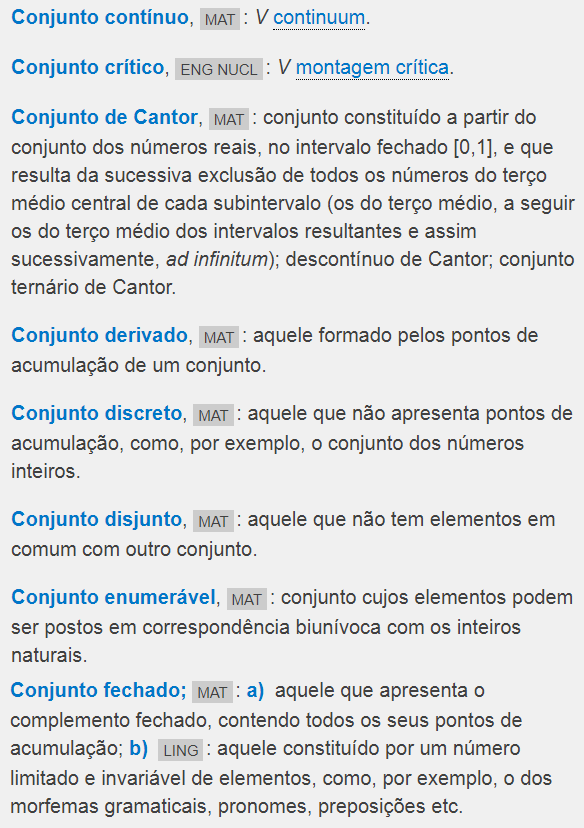 Conjunto contínuo, MAT : V continuum.
Conjunto crítico, ENG NUCL : V montagem crítica.
Conjunto de Cantor, MAT : conjunto constituído a partir do
conjunto dos números reais, no intervalo fechado [0,1], e que
resulta da sucessiva exclusão de todos os números do terço
médio central de cada subintervalo (os do terço médio, a seguir
os do terço médio dos intervalos resultantes e assim
sucessivamente, ad infinitum); descontínuo de Cantor; conjunto
ternário de Cantor.
Conjunto derivado, MAT : aquele formado pelos pontos de
acumulação de um conjunto.
Conjunto discreto, MAT : aquele que não apresenta pontos de
acumulação, como, por exemplo, o conjunto dos números
inteiros.
Conjunto disjunto, MAT : aquele que não tem elementos em
comum com outro conjunto.
Conjunto enumerável, MAT : conjunto cujos elementos podem
ser postos em correspondência biunívoca com os inteiros
naturais.
Conjunto fechado; MAT : a) aquele que apresenta o
complemento fechado, contendo todos os seus pontos de
acumulação; b) LING : aquele constituído por um número
limitado e invariável de elementos, como, por exemplo, o dos
morfemas gramaticais, pronomes, preposições etc.